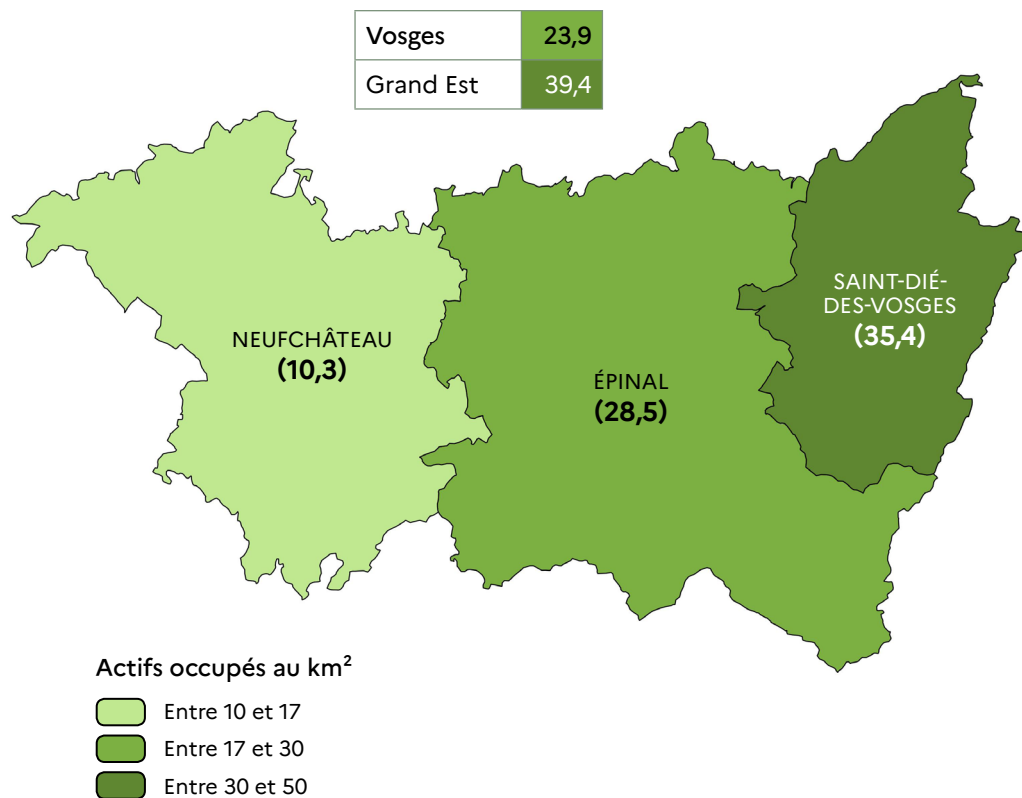 Vosges 23,9
Grand Est 39,4
NEUFCHÂTEAU
(10,3)
ÉPINAL
(28,5)
SAINT-DIÉ-
DES-VOSGES
(35,4)
Actifs occupés au km²
Entre 10 et 17
Entre 17 et 30
Entre 30 et 50